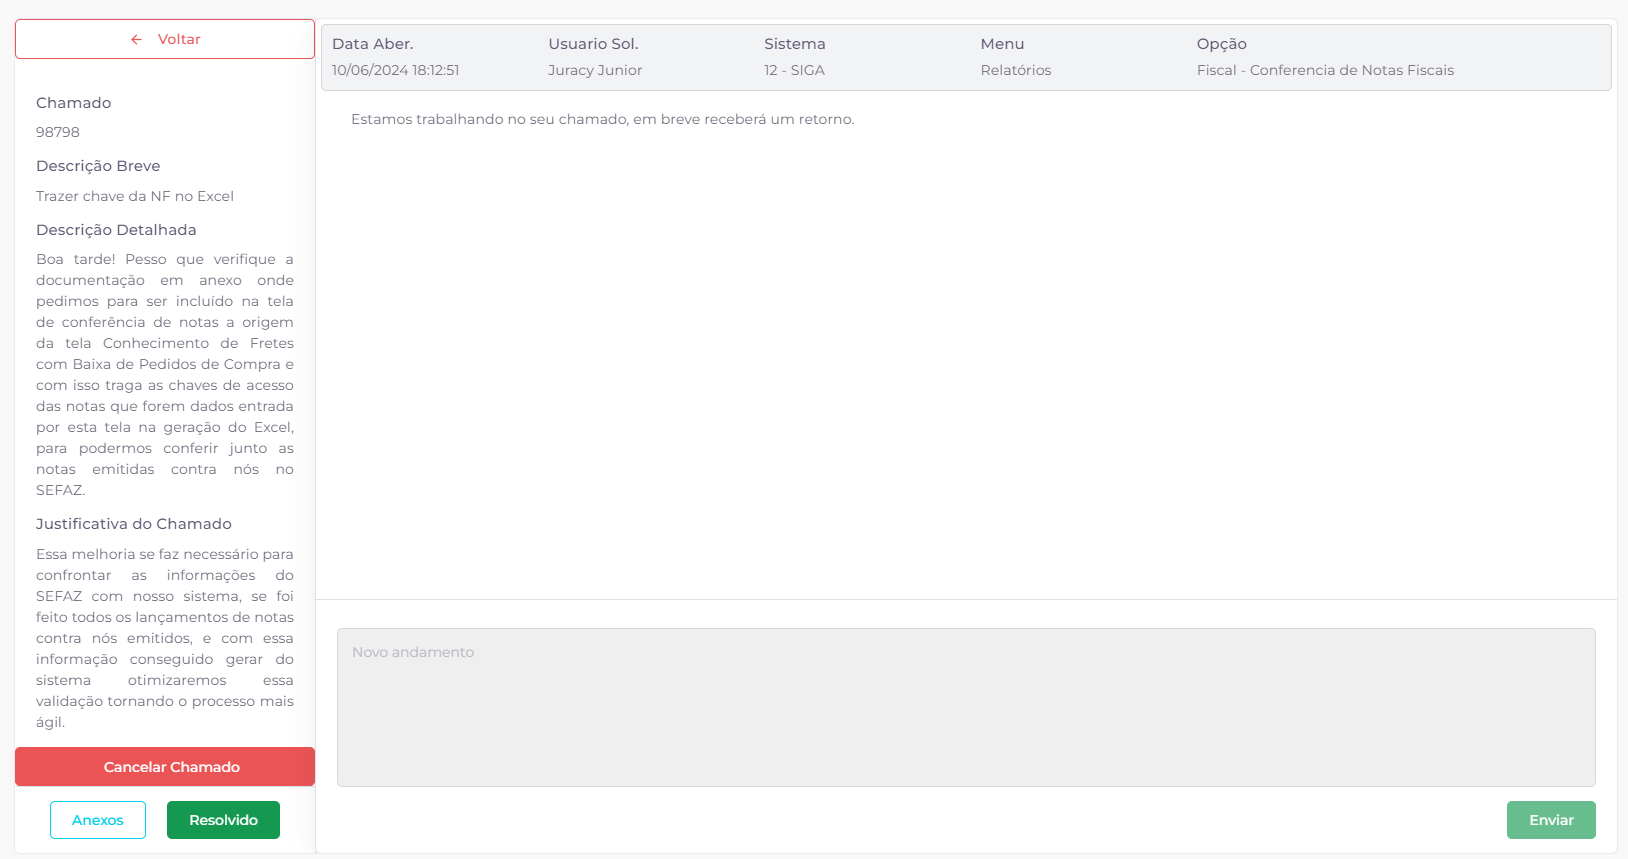 Voltar
Chamado
98798
Descrição Breve
Trazer chave da NF no Excel
Descrição Detalhada
Boa tarde! Pesso que verifique a
documentação em anexo onde
pedimos para ser incluído na tela
de conferência de notas a origem
da tela Conhecimento de Fretes
com Baixa de Pedidos de Compra e
com isso traga as chaves de acesso
das notas que forem dados entrada
por esta tela na geração do Excel,
para podermos conferir junto as
notas emitidas contra nós no
SEFAZ.
Justificativa do Chamado
Essa melhoria se faz necessário para
confrontar as informações do
SEFAZ com nosso sistema, se foi
feito todos os lançamentos de notas
contra nós emitidos, e com essa
informação conseguido gerar do
sistema otimizaremos essa
validação tornando o processo mais
ágil.
Cancelar Chamado
Anexos Resolvido
Data Aber. Usuario Sol. Sistema Menu Opção
10/06/2024 18:12:51 Juracy Junior 12 - SIGA Relatórios Fiscal - Conferencia de Notas Fiscais
Estamos trabalhando no seu chamado, em breve receberá um retorno.
Novo andamento
Enviar